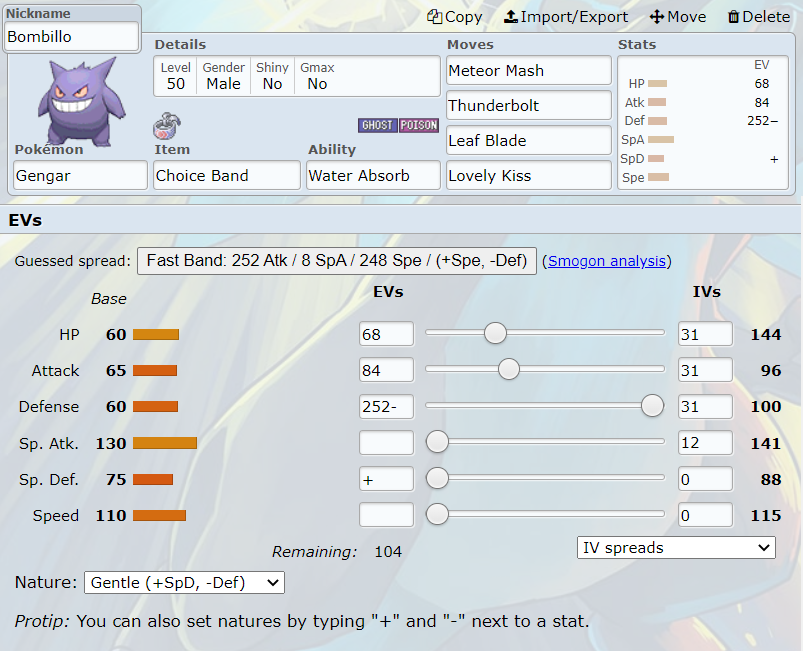 Nickname
Bombillo
Copy Import/Export Move Delete
Details Moves Stats
Level Gender Shiny Gmax
50 Male No No
Meteor Mash
Thunderbolt
Leaf Blade
Lovely Kiss
EV
HP 68
Atk 84
Def 252−
SpA
SpD +
Spe
GHOST POISON
Pokémon Item Ability
Gengar Choice Band Water Absorb
EVs
Guessed spread: Fast Band: 252 Atk / 8 SpA / 248 Spe / (+Spe, -Def) (Smogon analysis)
Base EVs IVs
HP 60 68 31 144
Attack 65 84 31 96
Defense 60 252- 31 100
Sp. Atk. 130 12 141
Sp. Def. 75 + 0 88
Speed 110 0 115
Remaining: 104 IV spreads
Nature: Gentle (+SpD, -Def)
Protip: You can also set natures by typing "+" and "-" next to a stat.